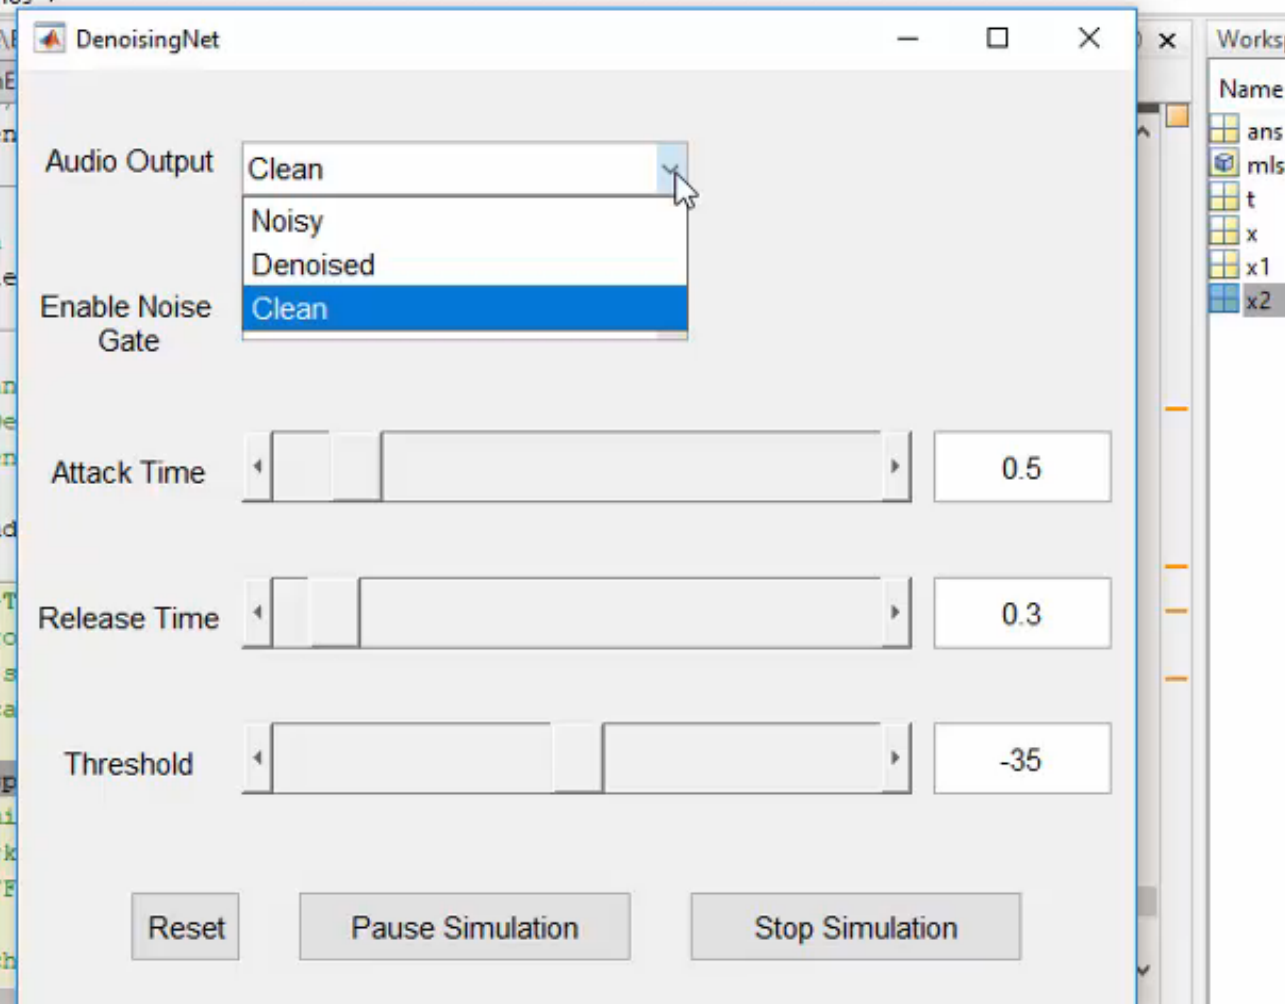 DenoisingNet
Works
Name
Audio Output
Clean
Noisy
Denoised
Clean
Enable Noise
Gate
Attack Time
0.5
Release Time
0.3
Threshold
-35
Reset
Pause Simulation
Stop Simulation
ans
mls
t
x
x1
x2